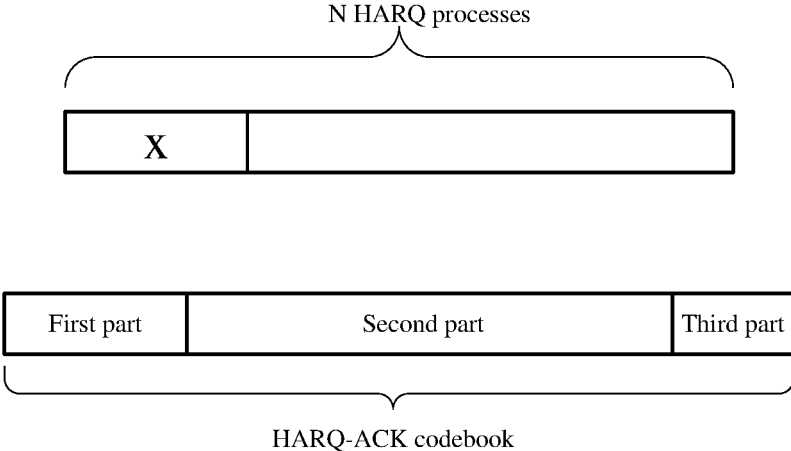 N HARQ processes
X
First part
Second part
Third part
HARQ-ACK codebook